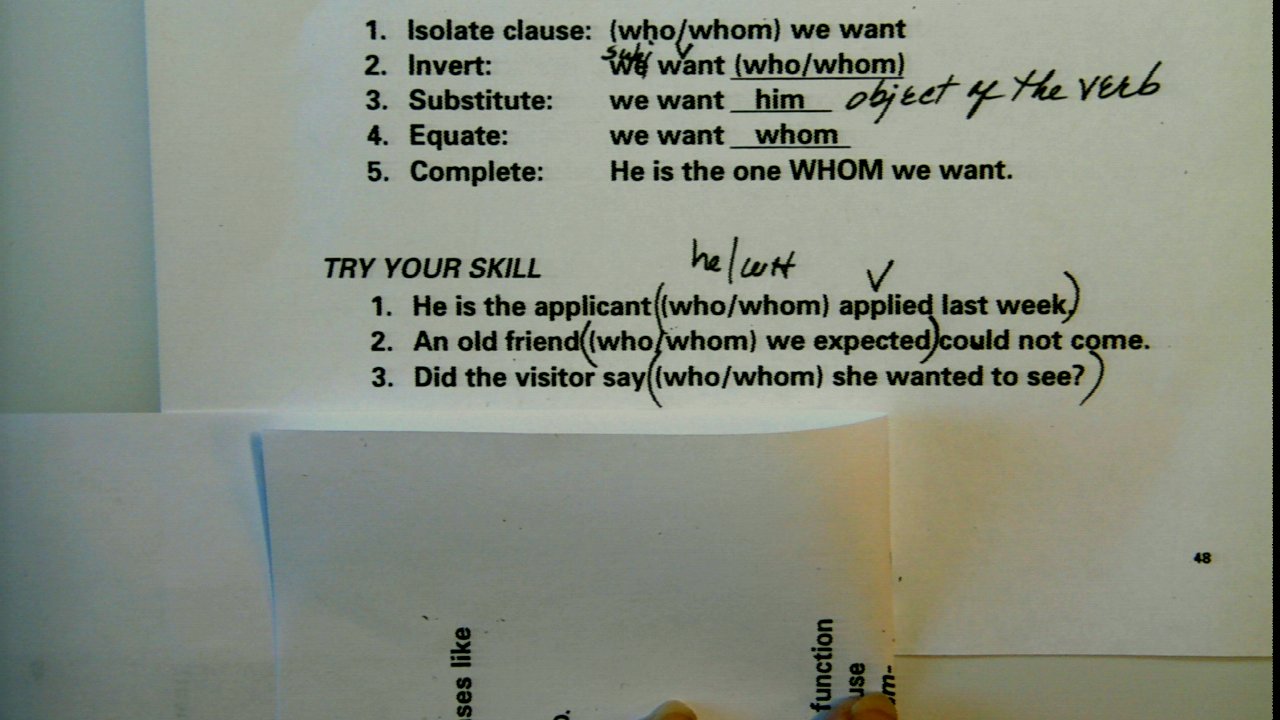 1. Isolate clause: (who/whom) we want
subj v
2. Invert: we want (who/whom)
3. Substitute: we want him object of the verb
4. Equate: we want whom
5. Complete: He is the one WHOM we want.
he/
TRY YOUR SKILL
v
1. He is the applicant((who/whom) applied last week.)
2. An old friend((who/whom) we expected)could not come.
3. Did the visitor say((who/whom) she wanted to see?)
48
ses like
o.
function
use
m-